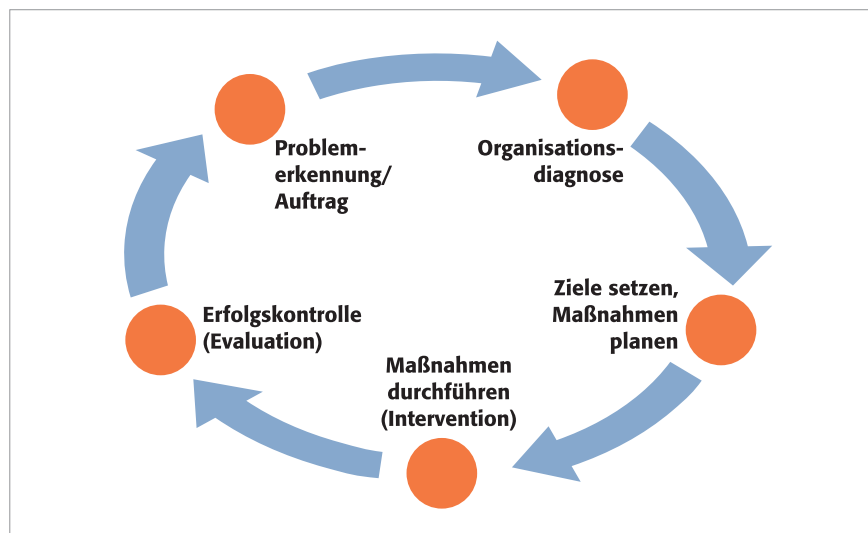 Problem-
erkennung/
Auftrag
Organisations-
diagnose
Ziele setzen,
Maßnahmen
planen
Maßnahmen
durchführen
(Intervention)
Erfolgskontrolle
(Evaluation)